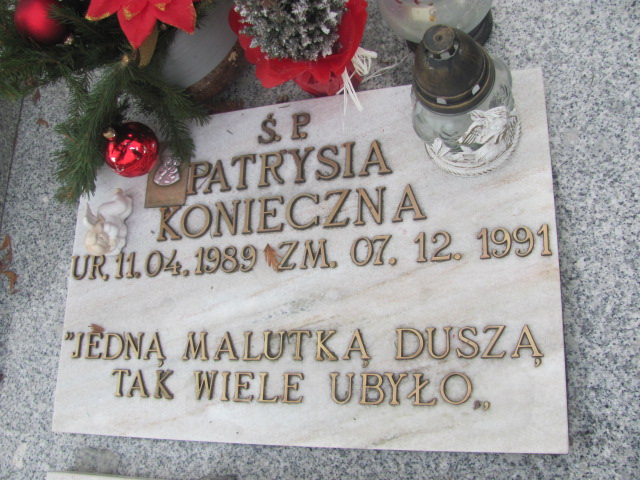 Ś. P.
PATRYSIA
KONIECZNA
UR. 11.04.1989 ZM. 07.12.1991
"JEDNĄ MALUTKĄ DUSZĄ
TAK WIELE UBYŁO„